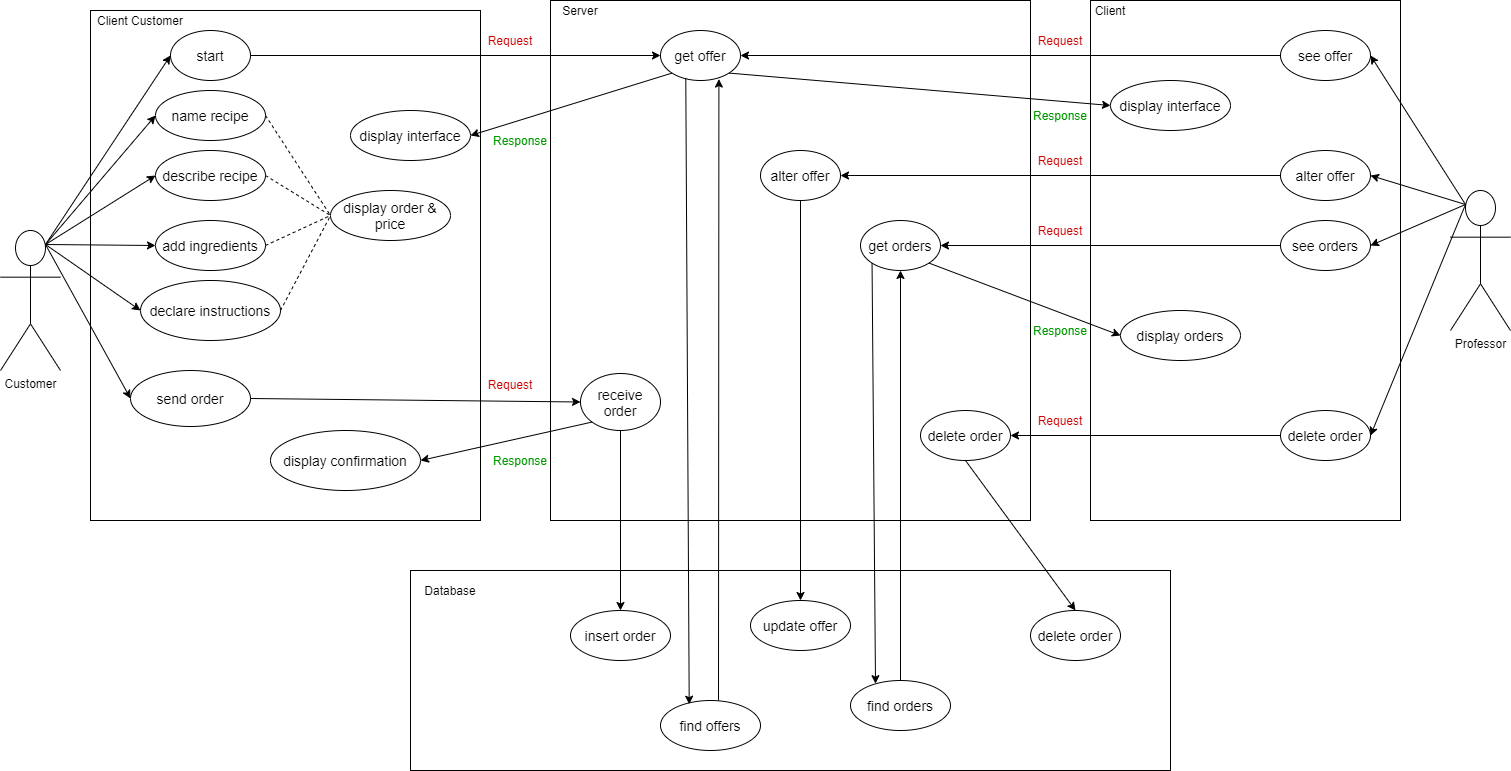 Client Customer
Server
Client
start
Request
get offer
Request
see offer
name recipe
display interface
Response
display interface
Response
describe recipe
alter offer
Request
alter offer
display order &
price
add ingredients
get orders
Request
see orders
declare instructions
Response
display orders
Customer
Professor
send order
Request
receive
order
display confirmation
Response
delete order
Request
delete order
Database
insert order
update offer
delete order
find offers
find orders